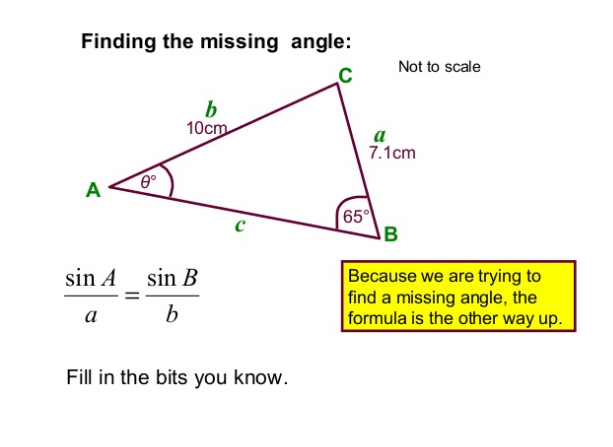 Finding the missing angle:
Not to scale
C
b
10cm
a
7.1cm
A
θ°
65°
c
B
sin A / a = sin B / b
Because we are trying to
find a missing angle, the
formula is the other way up.
Fill in the bits you know.